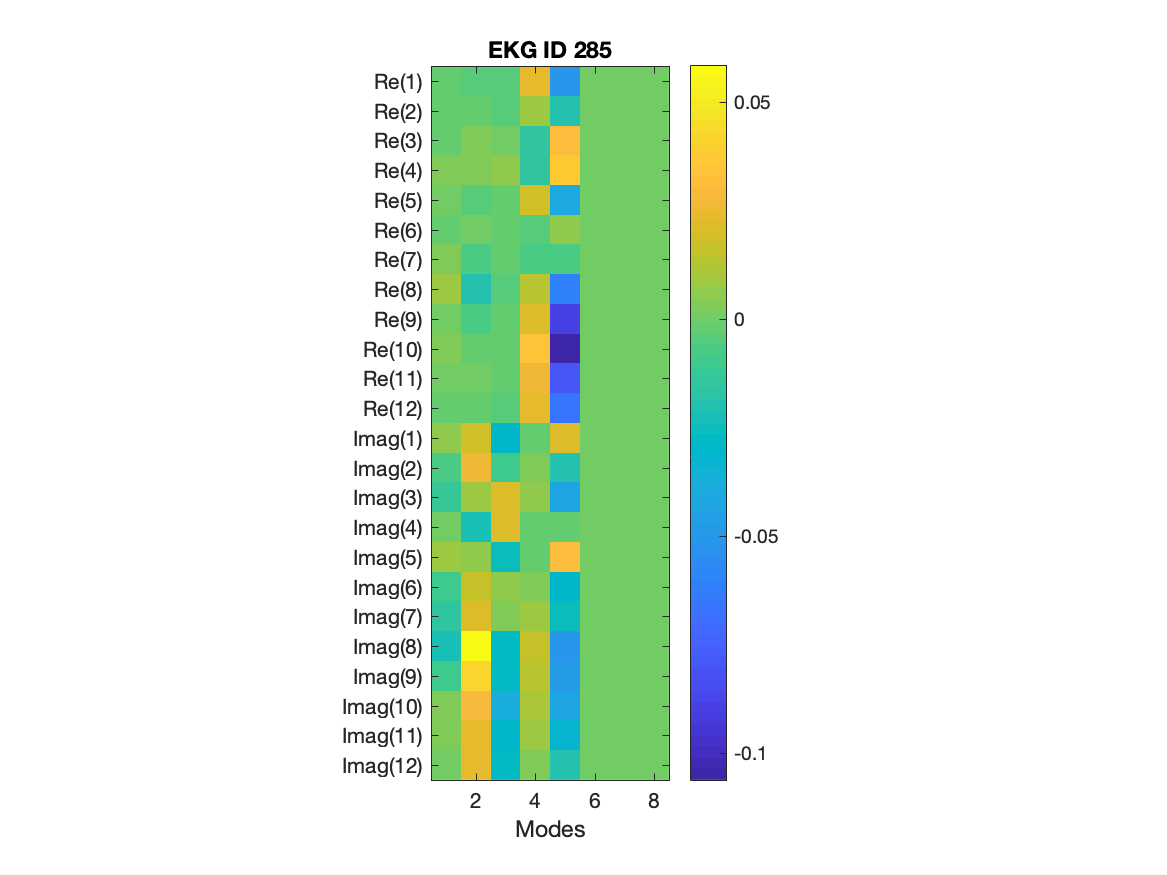 EKG ID 285
Re(1)
Re(2)
Re(3)
Re(4)
Re(5)
Re(6)
Re(7)
Re(8)
Re(9)
Re(10)
Re(11)
Re(12)
Imag(1)
Imag(2)
Imag(3)
Imag(4)
Imag(5)
Imag(6)
Imag(7)
Imag(8)
Imag(9)
Imag(10)
Imag(11)
Imag(12)
2 4 6 8
Modes
0.05
0
-0.05
-0.1